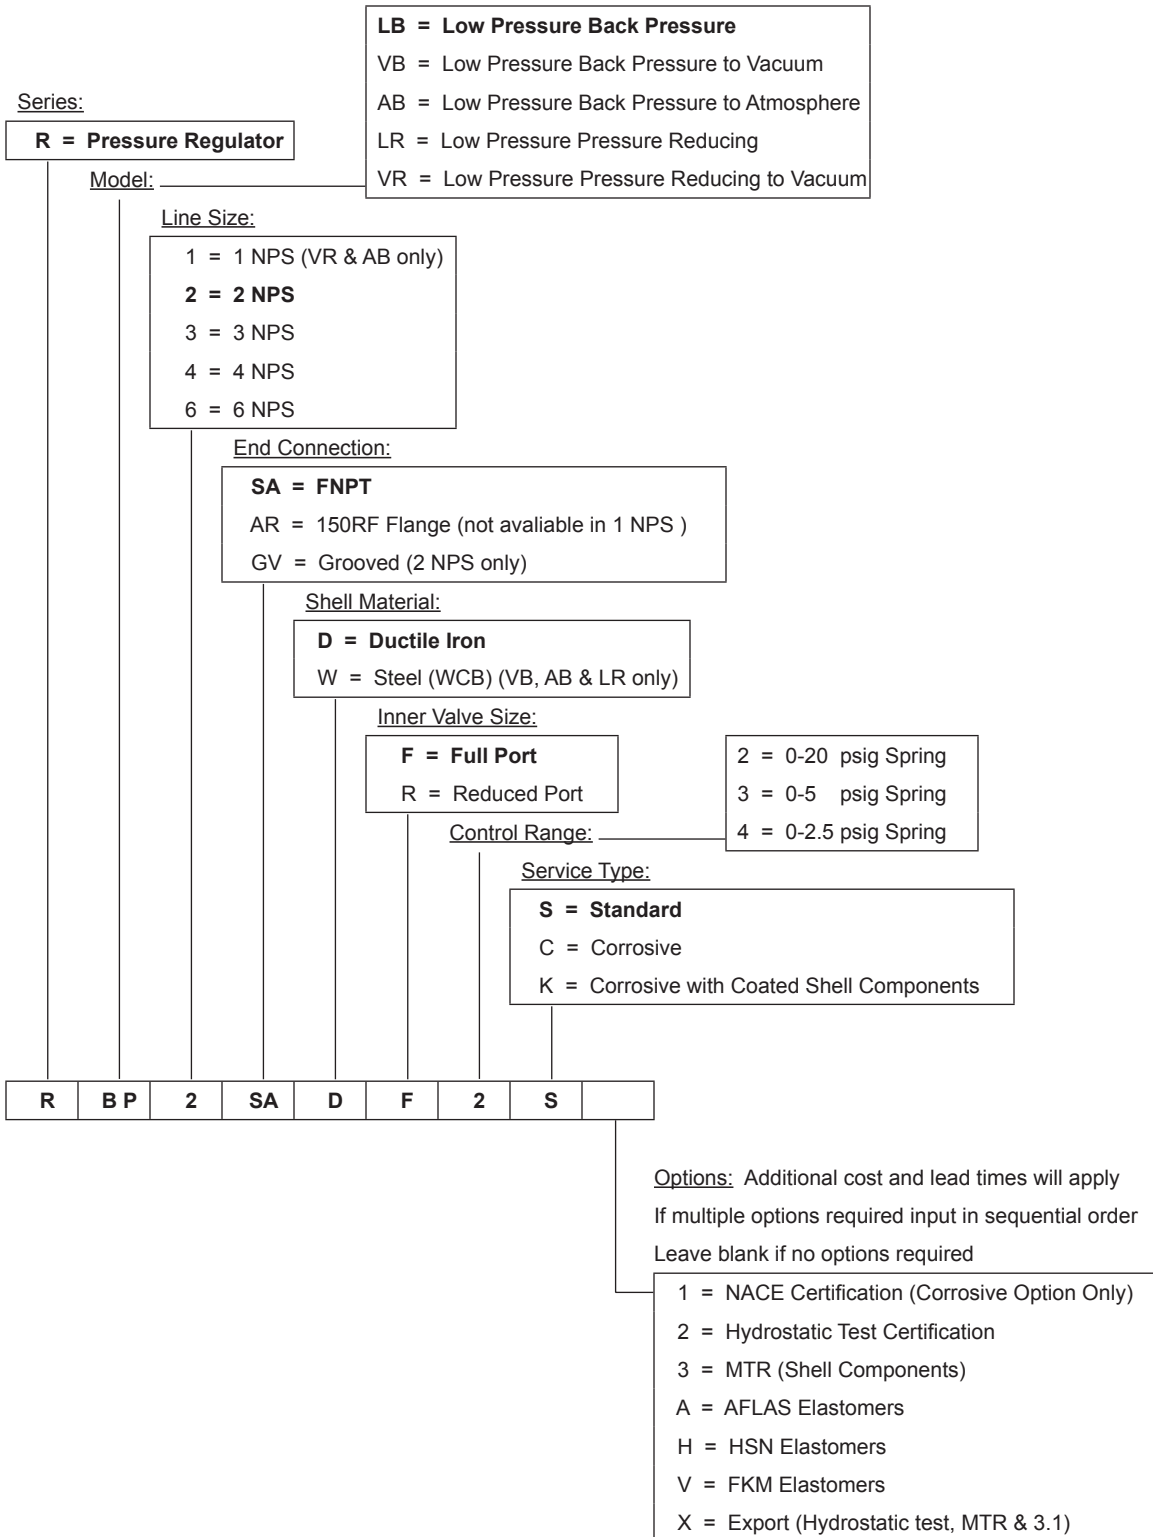 LB = Low Pressure Back Pressure
VB = Low Pressure Back Pressure to Vacuum
AB = Low Pressure Back Pressure to Atmosphere
LR = Low Pressure Pressure Reducing
VR = Low Pressure Pressure Reducing to Vacuum
Series:
R = Pressure Regulator
Model:
Line Size:
1 = 1 NPS (VR & AB only)
2 = 2 NPS
3 = 3 NPS
4 = 4 NPS
6 = 6 NPS
End Connection:
SA = FNPT
AR = 150RF Flange (not avaliable in 1 NPS )
GV = Grooved (2 NPS only)
Shell Material:
D = Ductile Iron
W = Steel (WCB) (VB, AB & LR only)
Inner Valve Size:
F = Full Port
R = Reduced Port
Control Range:
2 = 0-20 psig Spring
3 = 0-5 psig Spring
4 = 0-2.5 psig Spring
Service Type:
S = Standard
C = Corrosive
K = Corrosive with Coated Shell Components
R B P 2 SA D F 2 S
Options: Additional cost and lead times will apply
If multiple options required input in sequential order
Leave blank if no options required
1 = NACE Certification (Corrosive Option Only)
2 = Hydrostatic Test Certification
3 = MTR (Shell Components)
A = AFLAS Elastomers
H = HSN Elastomers
V = FKM Elastomers
X = Export (Hydrostatic test, MTR & 3.1)